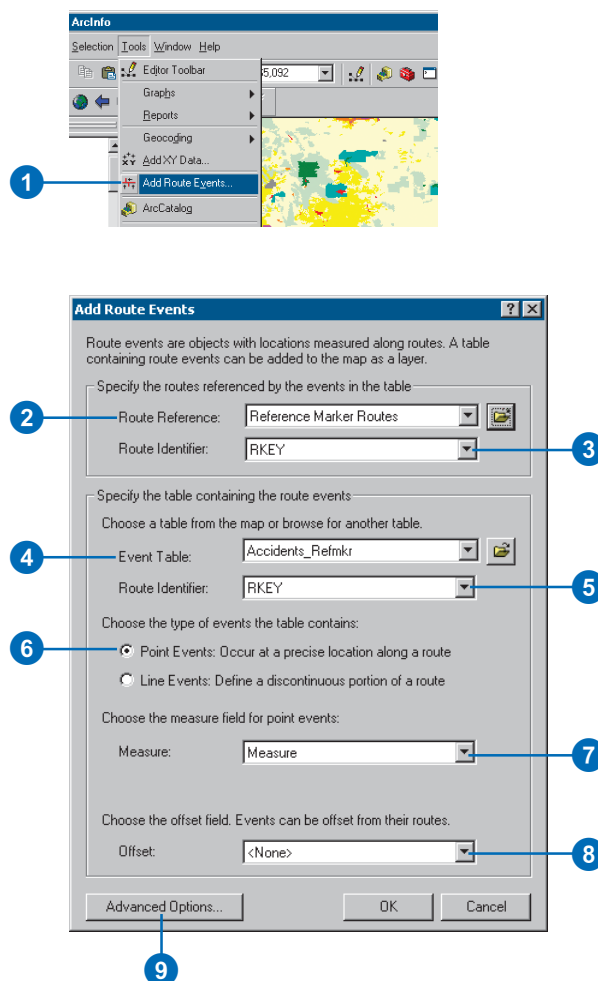 ArcInfo
Selection Tools Window Help
Editor Toolbar
5,092
Graphs
Reports
Geocoding
Add XY Data...
1
Add Route Events...
ArcCatalog
Add Route Events
Route events are objects with locations measured along routes. A table
containing route events can be added to the map as a layer.
Specify the routes referenced by the events in the table
2
Route Reference: Reference Marker Routes
Route Identifier: RKEY
3
Specify the table containing the route events
Choose a table from the map or browse for another table.
4
Event Table: Accidents_Refmkr
Route Identifier: RKEY
5
Choose the type of events the table contains:
6
Point Events: Occur at a precise location along a route
Line Events: Define a discontinuous portion of a route
Choose the measure field for point events:
Measure: Measure
7
Choose the offset field. Events can be offset from their routes.
Offset: <None>
8
Advanced Options... OK Cancel
9